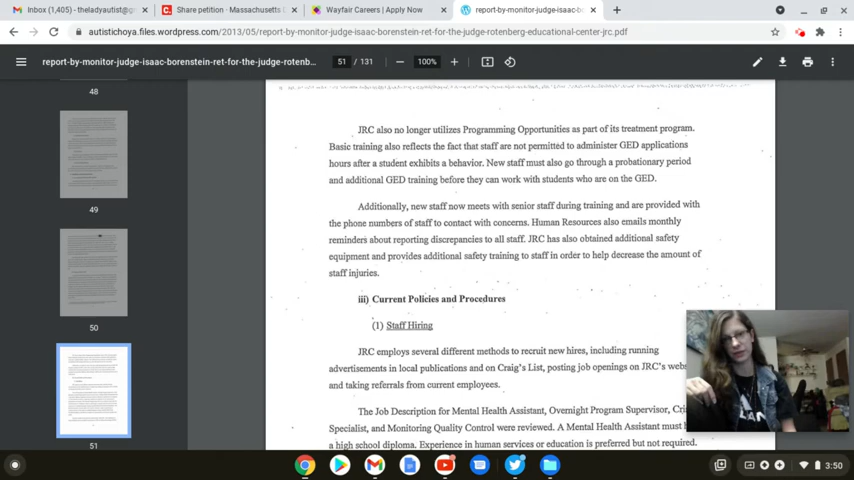 Inbox (1,405) - theladyautist@gr
Share petition - Massachusetts
Wayfair Careers | Apply Now
report-by-monitor-judge-isaac-bo
autistichoya.files.wordpress.com/2013/05/report-by-monitor-judge-isaac-borenstein-ret-for-the-judge-rotenberg-educational-center-jrc.pdf
report-by-monitor-judge-isaac-borenstein-ret-for-the-judge-rotenb...
51 / 131
100%
48
49
50
51
JRC also no longer utilizes Programming Opportunities as part of its treatment program.
Basic training also reflects the fact that staff are not permitted to administer GED applications
hours after a student exhibits a behavior. New staff must also go through a probationary period
and additional GED training before they can work with students who are on the GED.
Additionally, new staff now meets with senior staff during training and are provided with
the phone numbers of staff to contact with concerns. Human Resources also emails monthly
reminders about reporting discrepancies to all staff. JRC has also obtained additional safety
equipment and provides additional safety training to staff in order to help decrease the amount of
staff injuries.
iii) Current Policies and Procedures
(1) Staff Hiring
JRC employs several different methods to recruit new hires, including running
advertisements in local publications and on Craig's List, posting job openings on JRC's
and taking referrals from current employees.
The Job Description for Mental Health Assistant, Overnight Program Supervisor,
Specialist, and Monitoring Quality Control were reviewed. A Mental Health Assistant must
a high school diploma. Experience in human services or education is preferred but not required.
3:50